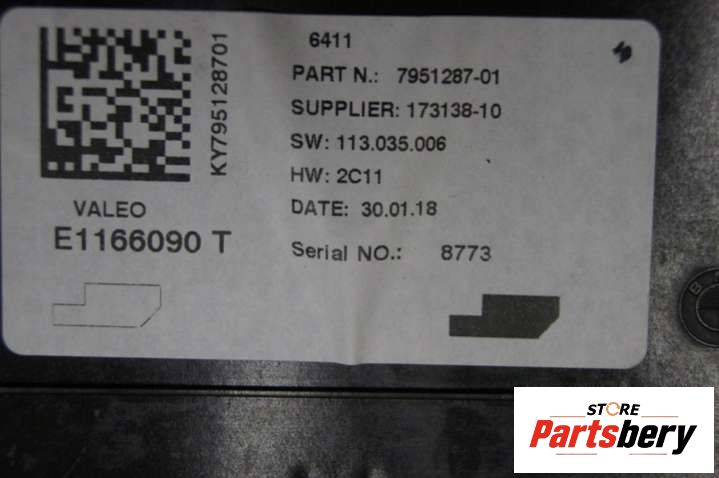 6411
PART N.: 7951287-01
SUPPLIER: 173138-10
SW: 113.035.006
HW: 2C11
DATE: 30.01.18
Serial NO.: 8773
KY795128701
VALEO
E1166090 T
STORE
Partsbery